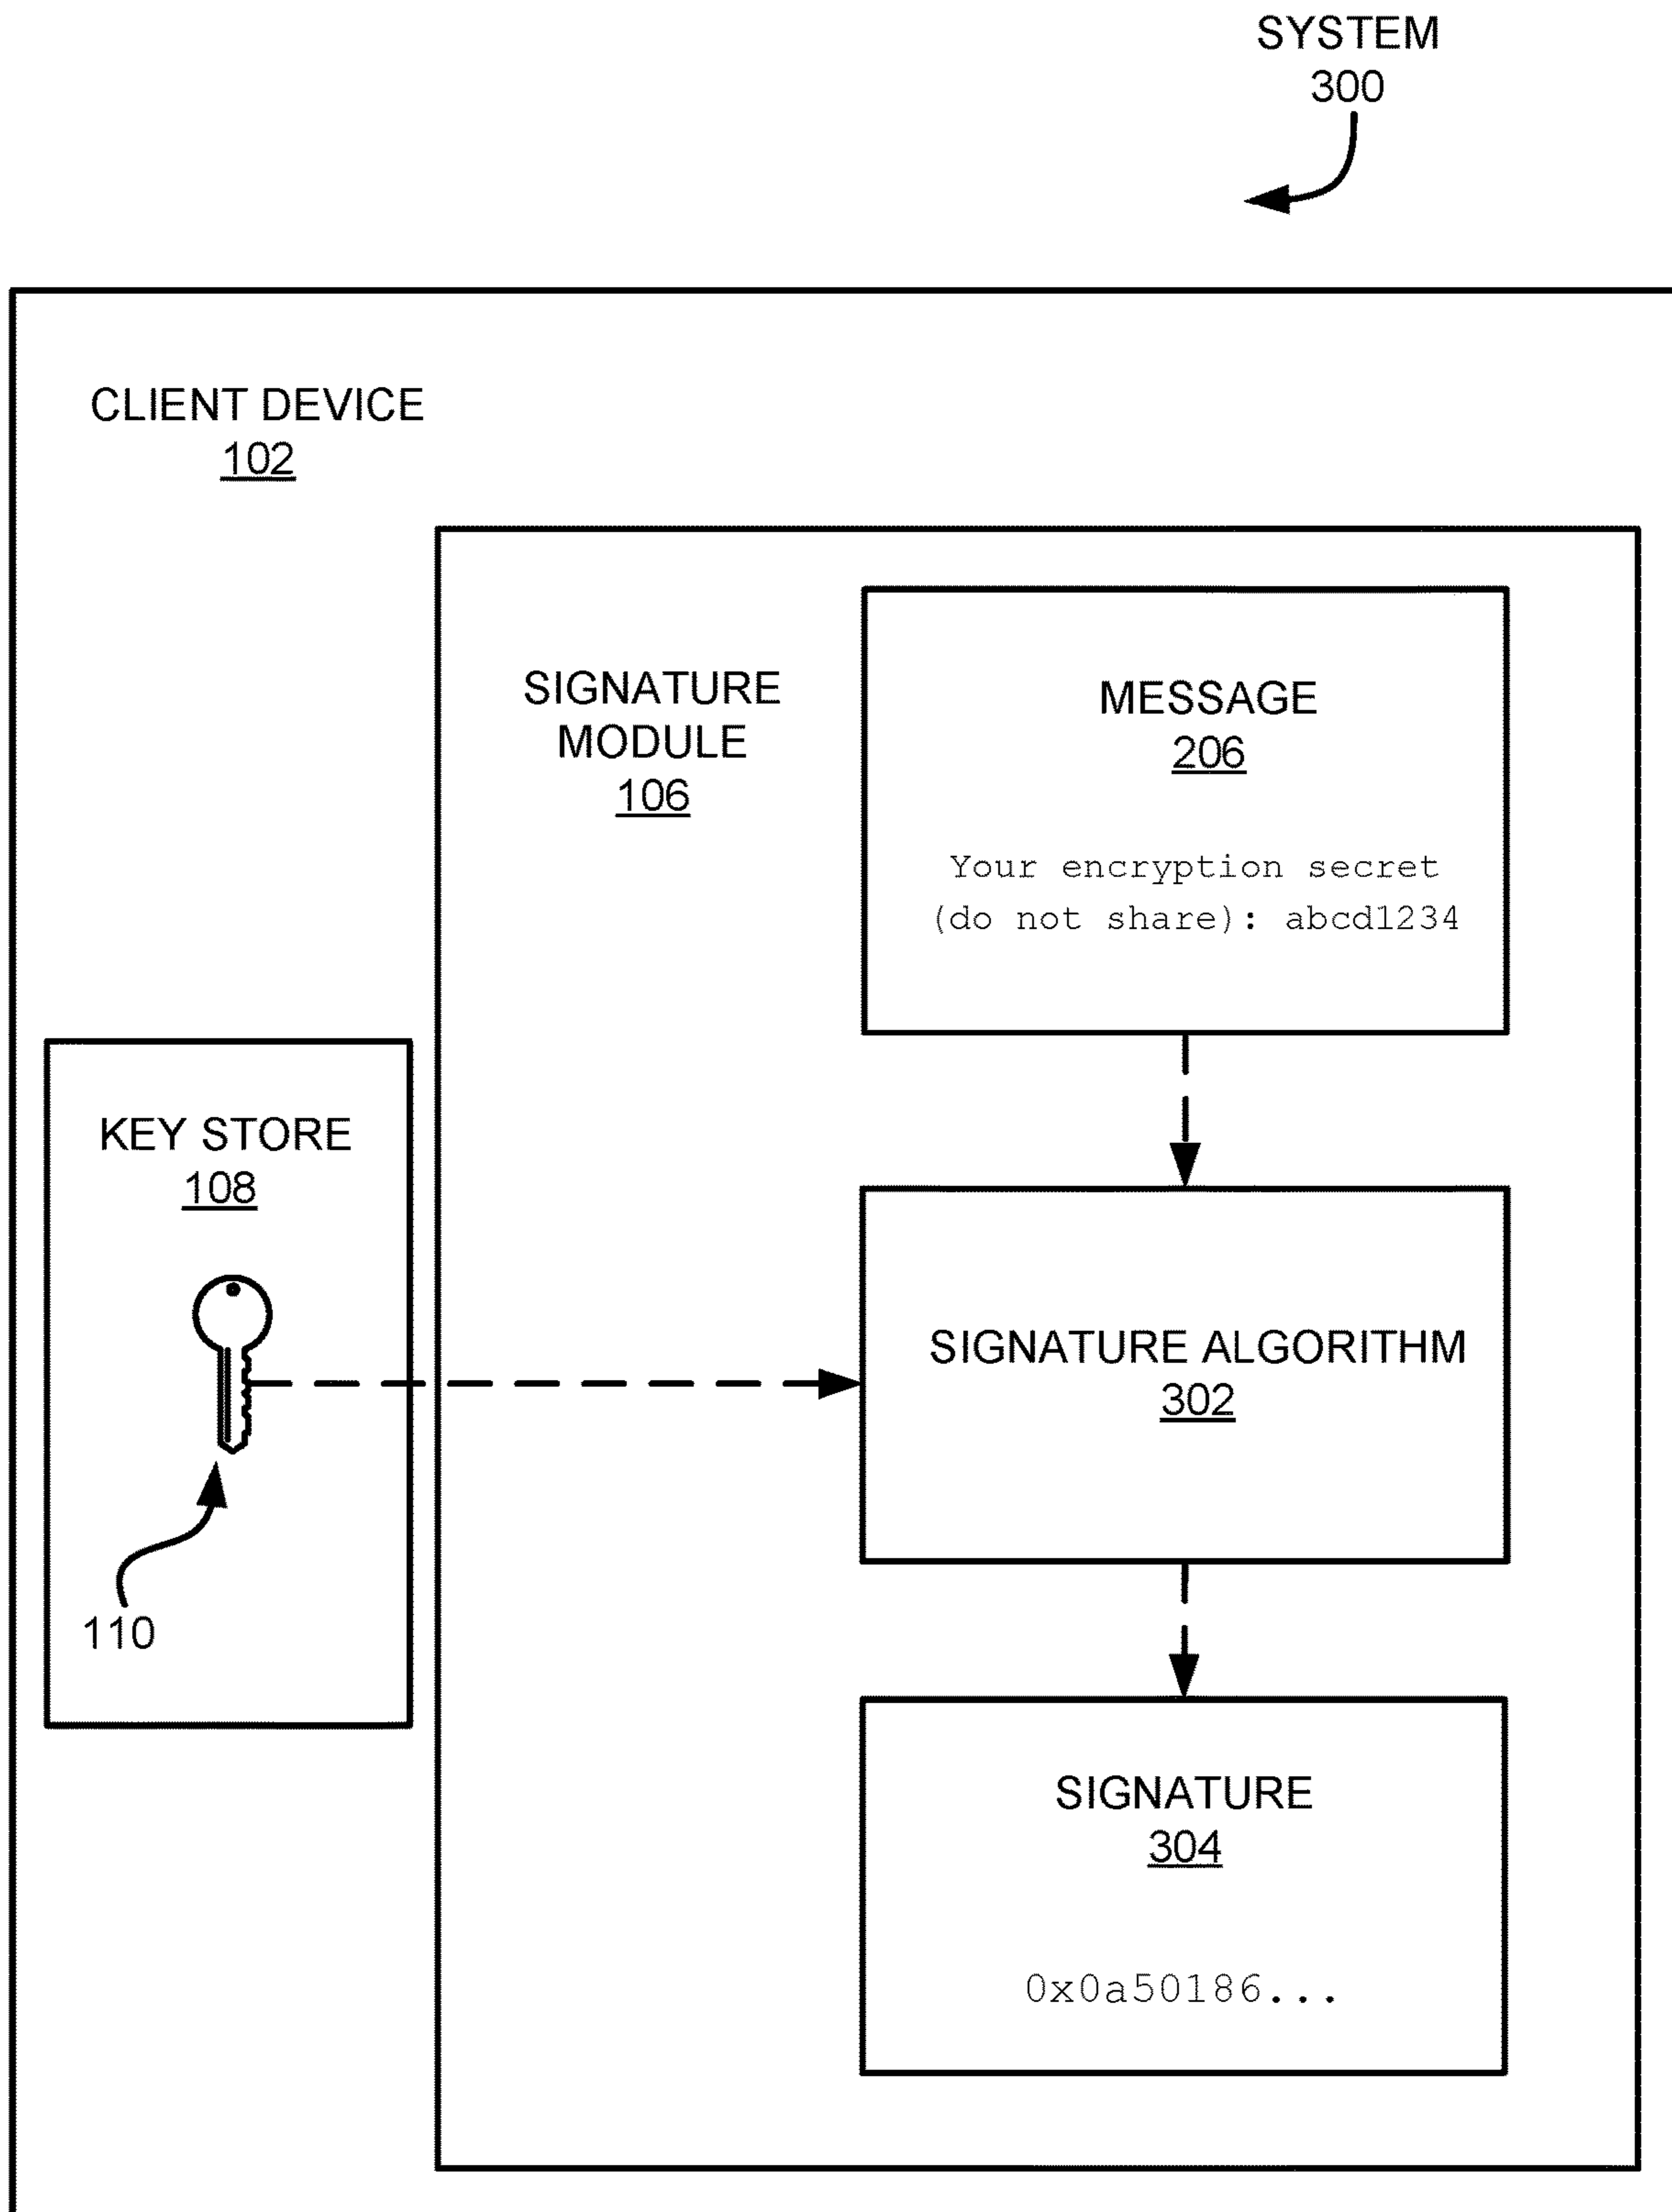 SYSTEM
300
CLIENT DEVICE
102
SIGNATURE
MODULE
106
MESSAGE
206
Your encryption secret
(do not share): abcd1234
KEY STORE
108
110
SIGNATURE ALGORITHM
302
SIGNATURE
304
0x0a50186...